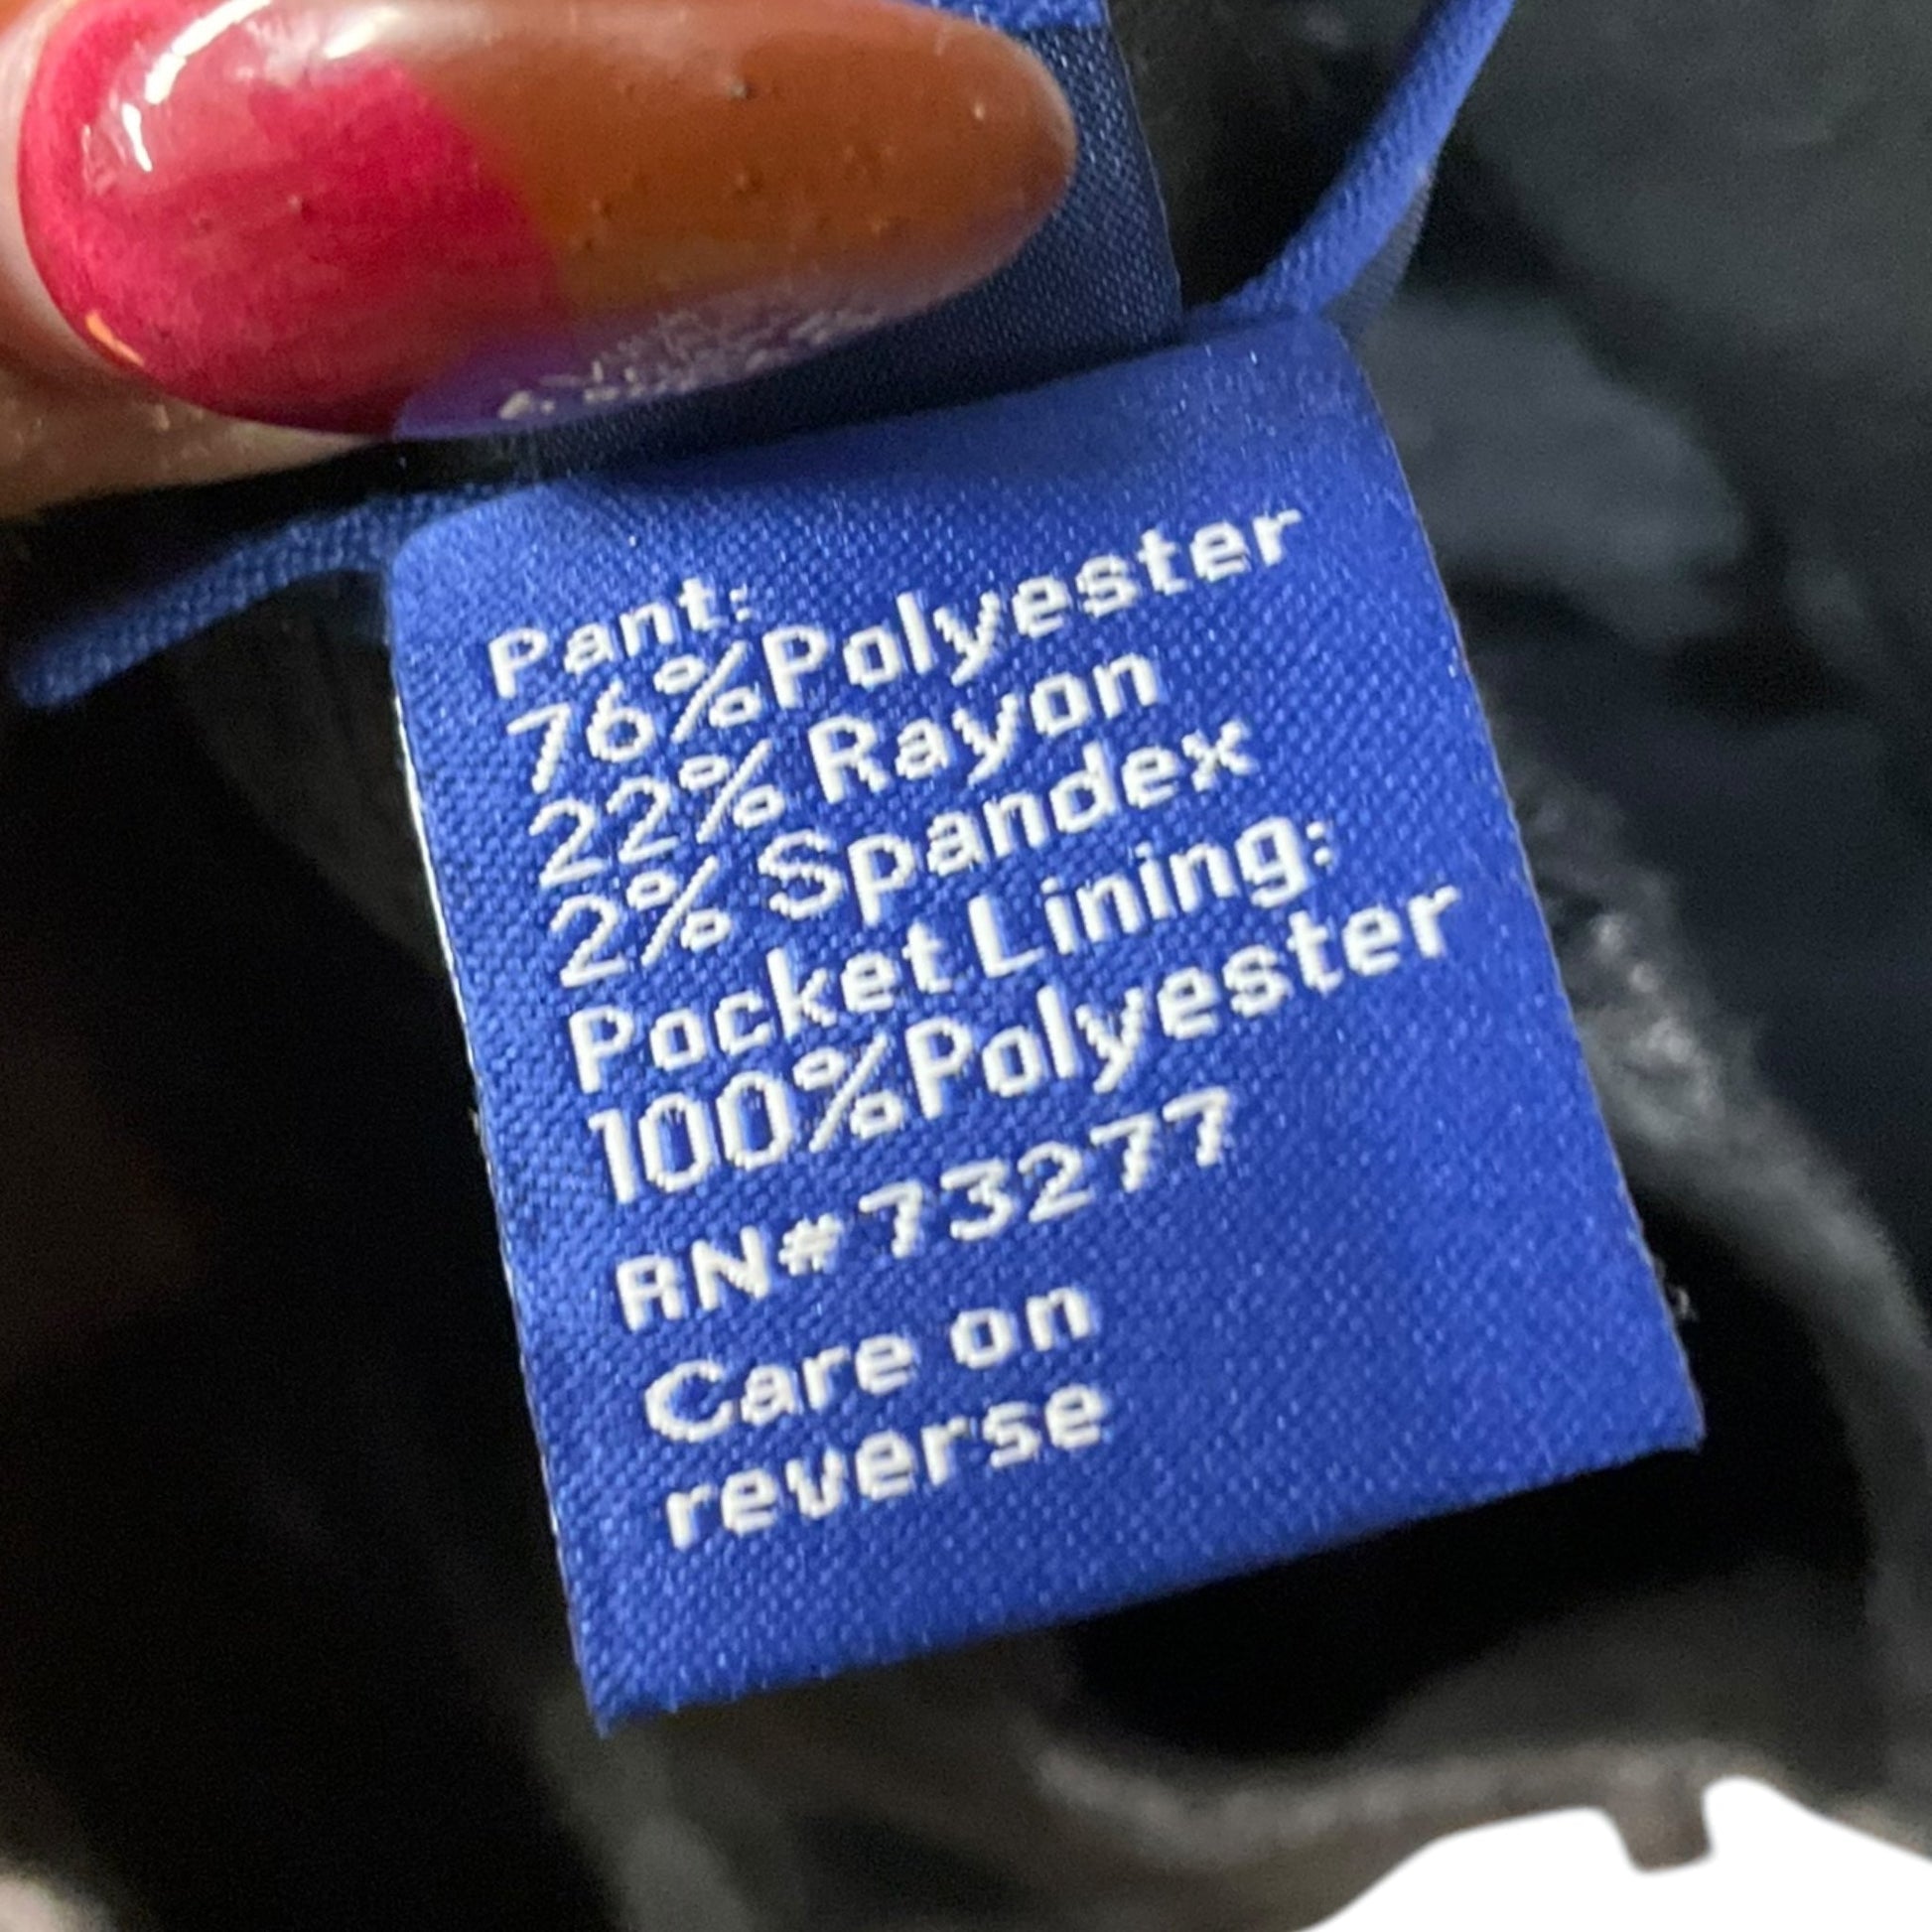 Pant:
76%Polyester
22% Rayon
2% Spandex
Pocket Lining:
100%Polyester
RN#73277
Care on
reverse